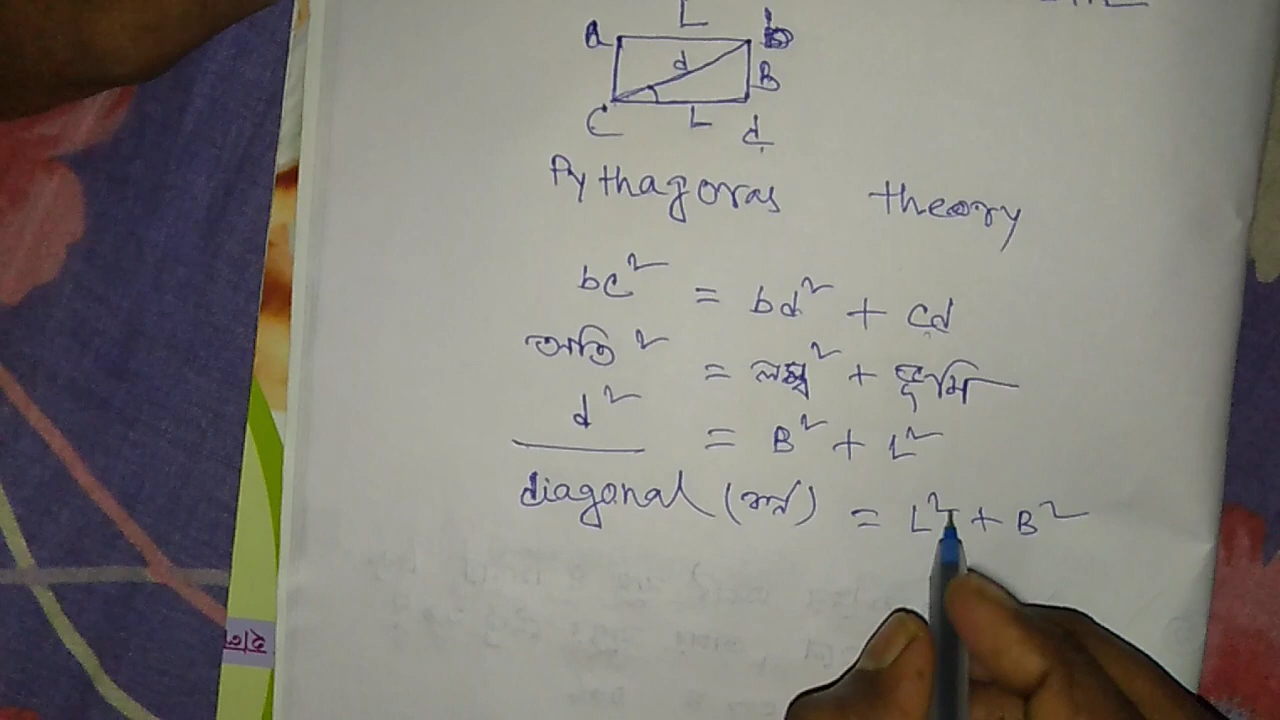 L
a b
d B
C L d
Pythagoras theory
bc² = bd² + cd
অতি² = লম্ব² + ভূমি
d² = B² + L²
diagonal (কর্ণ) = L² + B²